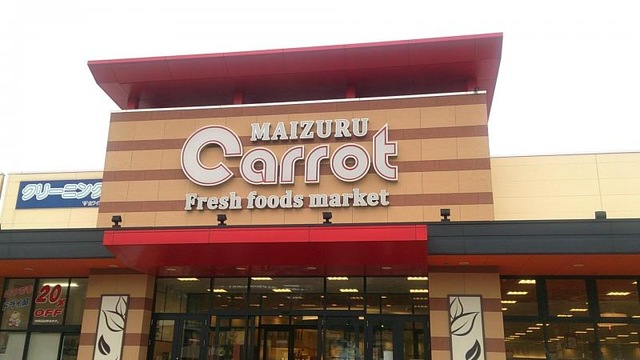 MAIZURU
Carrot
Fresh foods market
クリーニング
20%
OFF